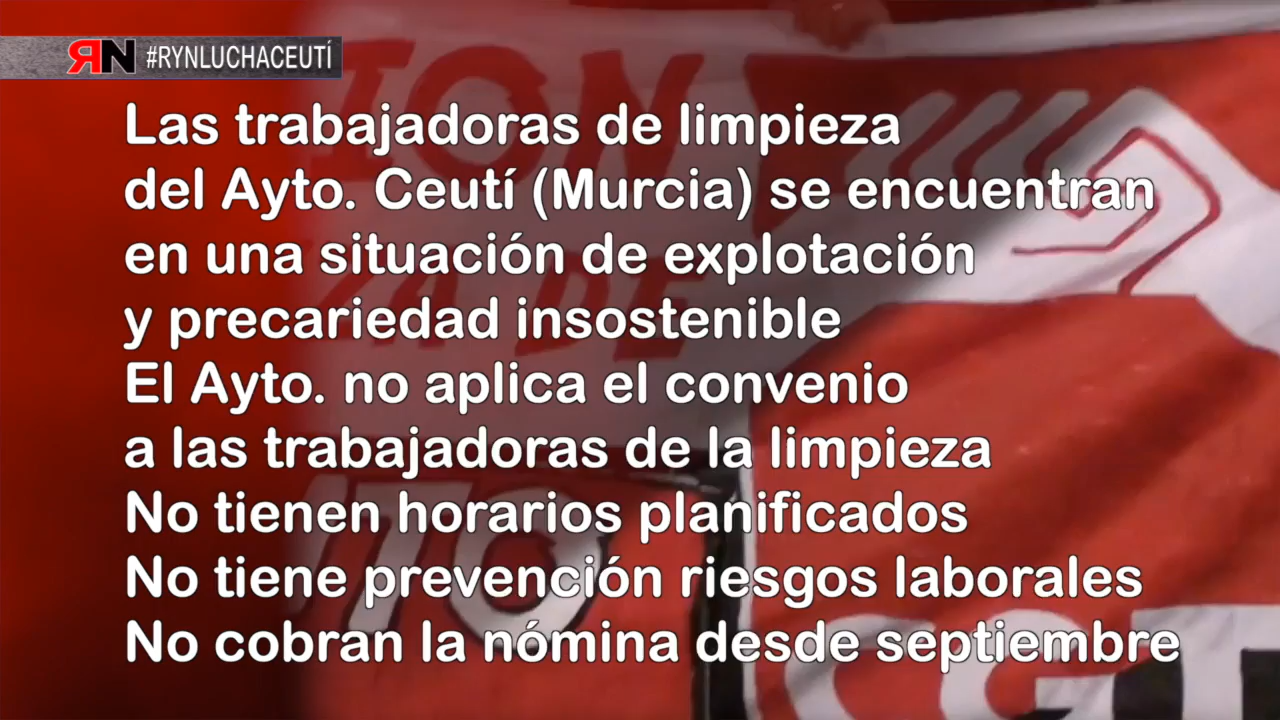 RN #RYNLUCHACEUTÍ
Las trabajadoras de limpieza
del Ayto. Ceutí (Murcia) se encuentran
en una situación de explotación
y precariedad insostenible
El Ayto. no aplica el convenio
a las trabajadoras de la limpieza
No tienen horarios planificados
No tiene prevención riesgos laborales
No cobran la nómina desde septiembre